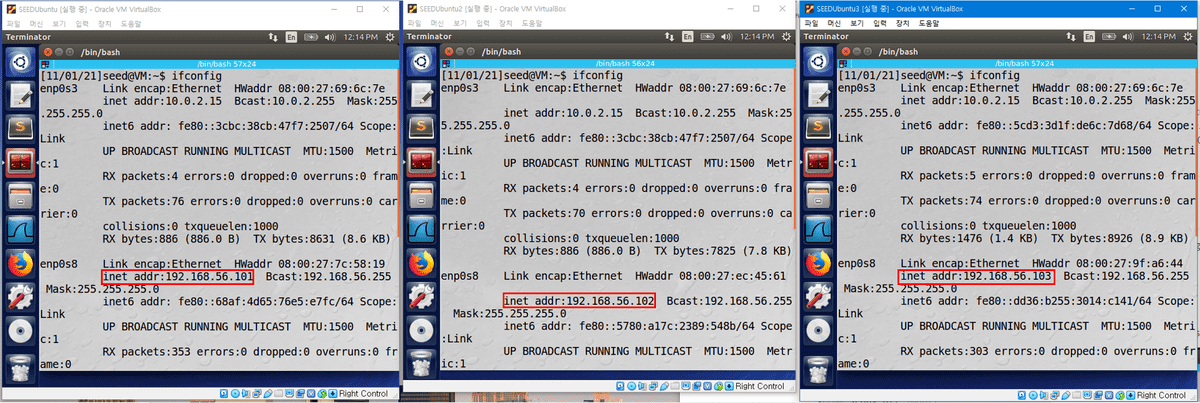 SEEDUbuntu [실행 중] - Oracle VM VirtualBox
파일 머신 보기 입력 장치 도움말
Terminator
En
12:14 PM
/bin/bash
/bin/bash 57x24
[11/01/21]seed@VM:~$ ifconfig
enp0s3 Link encap:Ethernet HWaddr 08:00:27:69:6c:7e
inet addr:10.0.2.15 Bcast:10.0.2.255 Mask:255
.255.255.0
inet6 addr: fe80::3cbc:38cb:47f7:2507/64 Scope:
Link
UP BROADCAST RUNNING MULTICAST MTU:1500 Metri
c:1
RX packets:4 errors:0 dropped:0 overruns:0 fram
e:0
TX packets:76 errors:0 dropped:0 overruns:0 car
rier:0
collisions:0 txqueuelen:1000
RX bytes:886 (886.0 B) TX bytes:8631 (8.6 KB)
enp0s8 Link encap:Ethernet HWaddr 08:00:27:7c:58:19
inet addr:192.168.56.101 Bcast:192.168.56.255
Mask:255.255.255.0
inet6 addr: fe80::68af:4d65:76e5:e7fc/64 Scope:
Link
UP BROADCAST RUNNING MULTICAST MTU:1500 Metri
c:1
RX packets:353 errors:0 dropped:0 overruns:0 fr
ame:0
Right Control
SEEDUbuntu2 [실행 중] - Oracle VM VirtualBox
파일 머신 보기 입력 장치 도움말
Terminator
En
12:14 PM
/bin/bash
/bin/bash 56x24
[11/01/21]seed@VM:~$ ifconfig
enp0s3 Link encap:Ethernet HWaddr 08:00:27:69:6c:7e
inet addr:10.0.2.15 Bcast:10.0.2.255 Mask:25
5.255.255.0
inet6 addr: fe80::3cbc:38cb:47f7:2507/64 Scope
:Link
UP BROADCAST RUNNING MULTICAST MTU:1500 Metr
ic:1
RX packets:4 errors:0 dropped:0 overruns:0 fra
me:0
TX packets:70 errors:0 dropped:0 overruns:0 ca
rrier:0
collisions:0 txqueuelen:1000
RX bytes:886 (886.0 B) TX bytes:7825 (7.8 KB)
enp0s8 Link encap:Ethernet HWaddr 08:00:27:ec:45:61
inet addr:192.168.56.102 Bcast:192.168.56.255
Mask:255.255.255.0
inet6 addr: fe80::5780:a17c:2389:548b/64 Scope
:Link
UP BROADCAST RUNNING MULTICAST MTU:1500 Metr
ic:1
Right Control
SEEDUbuntu3 [실행 중] - Oracle VM VirtualBox
파일 머신 보기 입력 장치 도움말
Terminator
En
12:14 PM
/bin/bash
/bin/bash 57x24
[11/01/21]seed@VM:~$ ifconfig
enp0s3 Link encap:Ethernet HWaddr 08:00:27:69:6c:7e
inet addr:10.0.2.15 Bcast:10.0.2.255 Mask:255
.255.255.0
inet6 addr: fe80::5cd3:3d1f:de6c:7d68/64 Scope:
Link
UP BROADCAST RUNNING MULTICAST MTU:1500 Metri
c:1
RX packets:5 errors:0 dropped:0 overruns:0 fram
e:0
TX packets:74 errors:0 dropped:0 overruns:0 car
rier:0
collisions:0 txqueuelen:1000
RX bytes:1476 (1.4 KB) TX bytes:8926 (8.9 KB)
enp0s8 Link encap:Ethernet HWaddr 08:00:27:9f:a6:44
inet addr:192.168.56.103 Bcast:192.168.56.255
Mask:255.255.255.0
inet6 addr: fe80::dd36:b255:3014:c141/64 Scope:
Link
UP BROADCAST RUNNING MULTICAST MTU:1500 Metri
c:1
RX packets:303 errors:0 dropped:0 overruns:0 fr
ame:0
Right Control